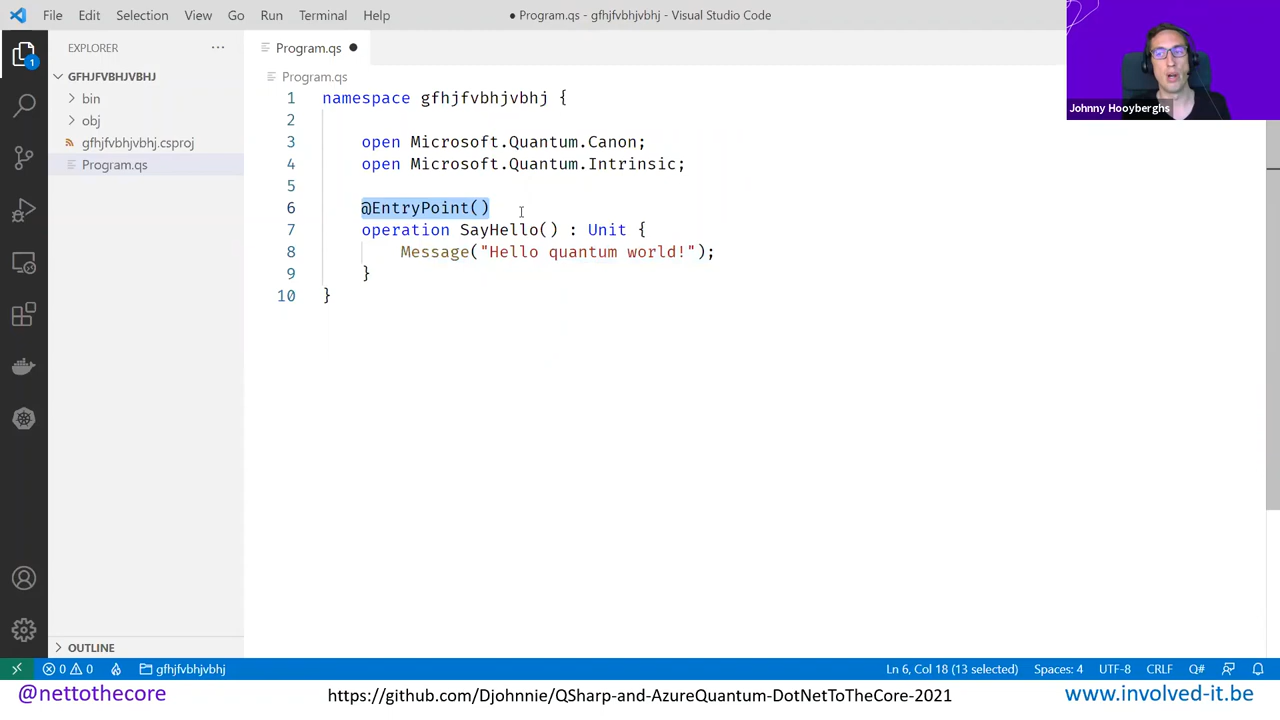 File Edit Selection View Go Run Terminal Help
● Program.qs - gfhjfvbhjvbhj - Visual Studio Code
Johnny Hooyberghs
EXPLORER
GFHJFVBHJVBHJ
bin
obj
gfhjfvbhjvbhj.csproj
Program.qs
OUTLINE
1
Program.qs ●
Program.qs
1 namespace gfhjfvbhjvbhj {
2
3 open Microsoft.Quantum.Canon;
4 open Microsoft.Quantum.Intrinsic;
5
6 @EntryPoint()
7 operation SayHello() : Unit {
8 Message("Hello quantum world!");
9 }
10 }
0 0 gfhjfvbhjvbhj Ln 6, Col 18 (13 selected) Spaces: 4 UTF-8 CRLF Q#
@nettothecore https://github.com/Djohnnie/QSharp-and-AzureQuantum-DotNetToTheCore-2021 www.involved-it.be